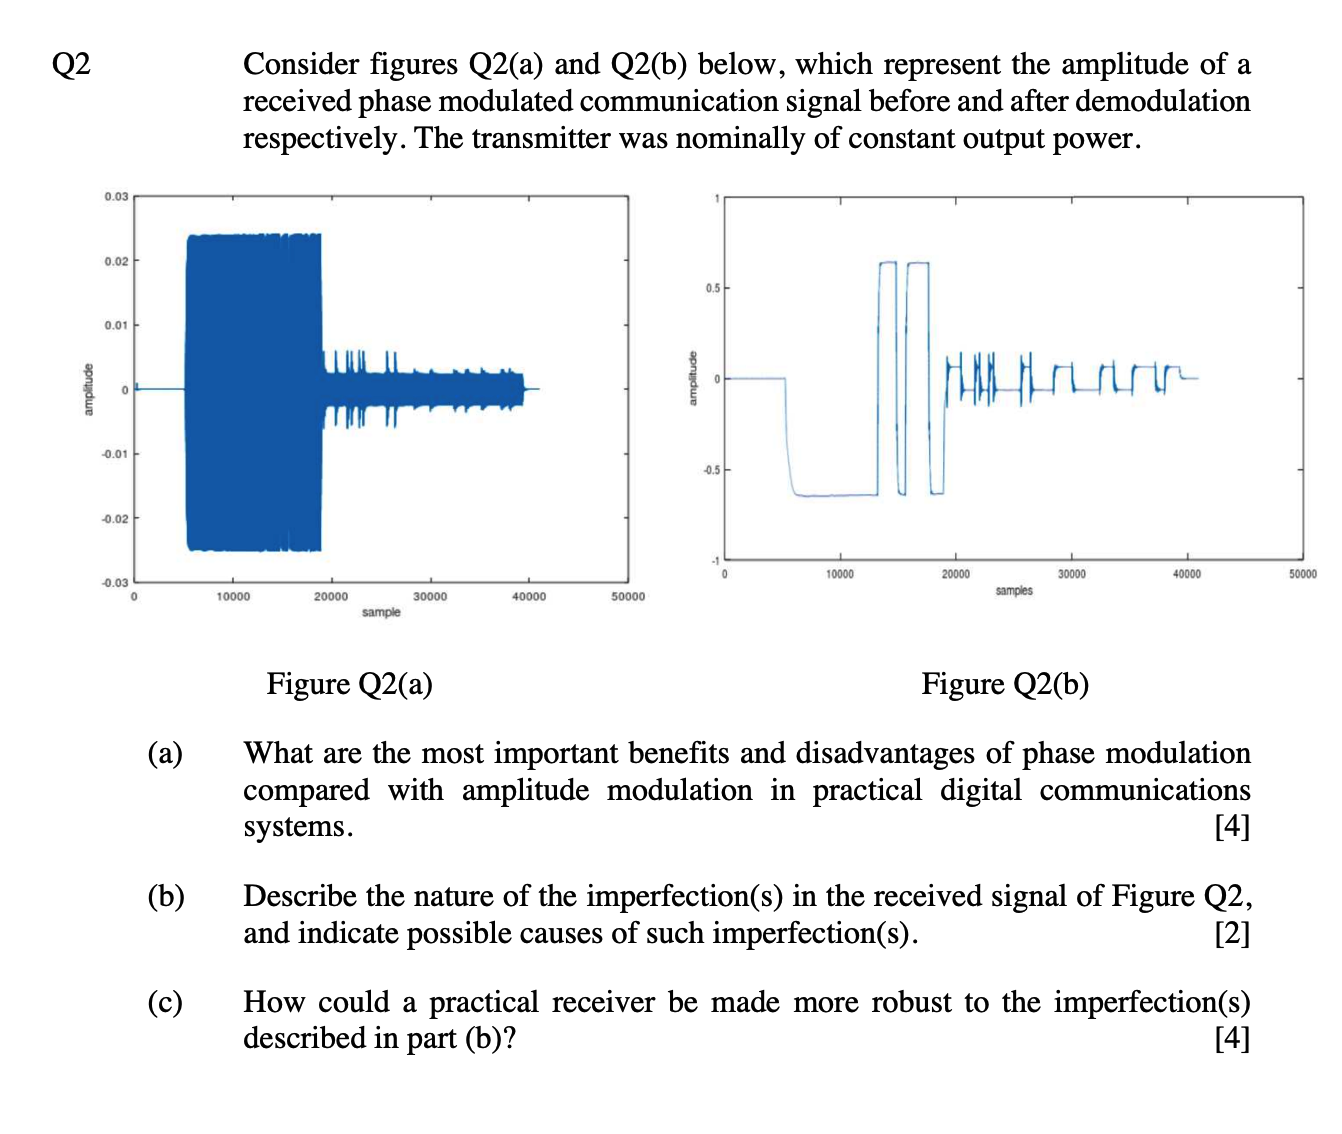 Q2 Consider figures Q2(a) and Q2(b) below, which represent the amplitude of a
received phase modulated communication signal before and after demodulation
respectively. The transmitter was nominally of constant output power.
0.03
0.02
0.01
0
-0.01
-0.02
-0.03
amplitude
0 10000 20000 30000 40000 50000
sample
1
0.5
0
-0.5
-1
amplitude
0 10000 20000 30000 40000 50000
samples
Figure Q2(a) Figure Q2(b)
(a) What are the most important benefits and disadvantages of phase modulation
compared with amplitude modulation in practical digital communications
systems. [4]
(b) Describe the nature of the imperfection(s) in the received signal of Figure Q2,
and indicate possible causes of such imperfection(s). [2]
(c) How could a practical receiver be made more robust to the imperfection(s)
described in part (b)? [4]